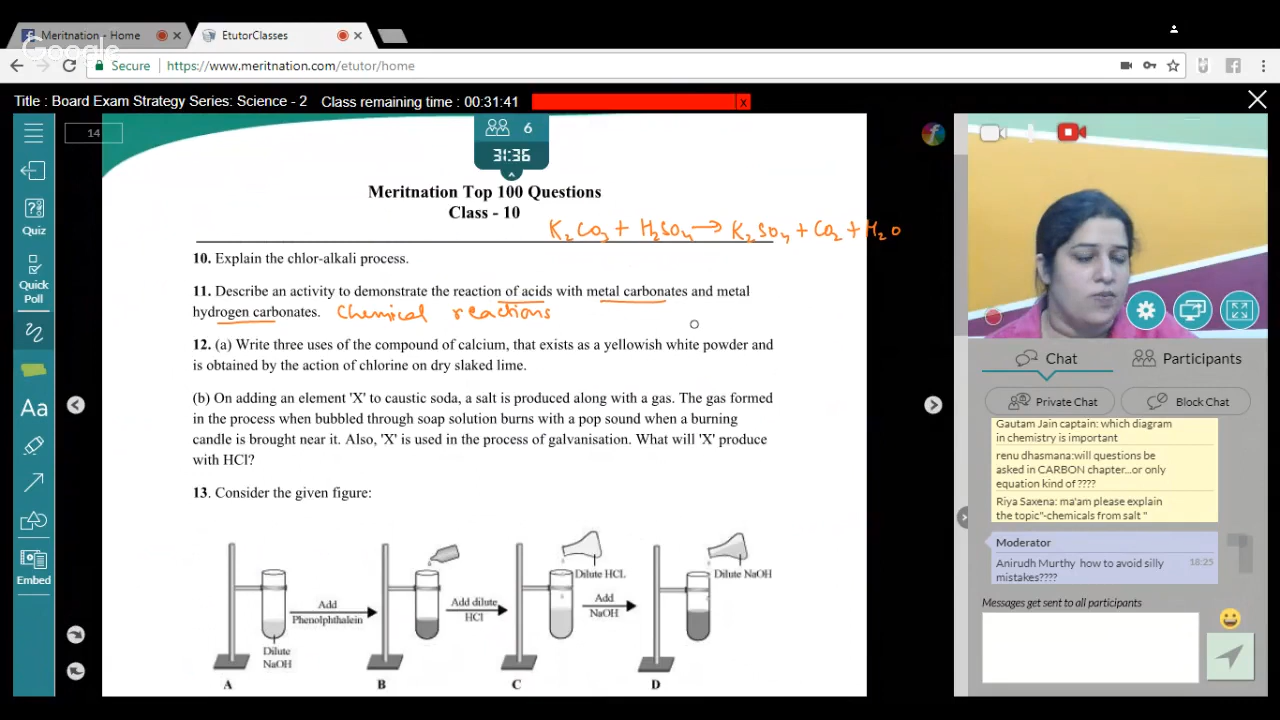 Meritnation - Home
EtutorClasses
Google
Secure https://www.meritnation.com/etutor/home
Title : Board Exam Strategy Series: Science - 2 Class remaining time : 00:31:41 x
14
6
31:36
Quiz
Quick
Poll
Aa
Embed
Meritnation Top 100 Questions
Class - 10
K2CO3 + H2SO4 → K2SO4 + CO2 + H2O
10. Explain the chlor-alkali process.
11. Describe an activity to demonstrate the reaction of acids with metal carbonates and metal
hydrogen carbonates. Chemical reactions
12. (a) Write three uses of the compound of calcium, that exists as a yellowish white powder and
is obtained by the action of chlorine on dry slaked lime.
(b) On adding an element 'X' to caustic soda, a salt is produced along with a gas. The gas formed
in the process when bubbled through soap solution burns with a pop sound when a burning
candle is brought near it. Also, 'X' is used in the process of galvanisation. What will 'X' produce
with HCl?
13. Consider the given figure:
Add
Phenolphthalein
Add dilute
HCl
Dilute HCL
Add
NaOH
Dilute NaOH
Dilute
NaOH
A B C D
Chat Participants
Private Chat Block Chat
Gautam Jain captain: which diagram
in chemistry is important
renu dhasmana:will questions be
asked in CARBON chapter...or only
equation kind of ????
Riya Saxena: ma'am please explain
the topic"-chemicals from salt "
Moderator
Anirudh Murthy how to avoid silly 18:25
mistakes????
Messages get sent to all participants